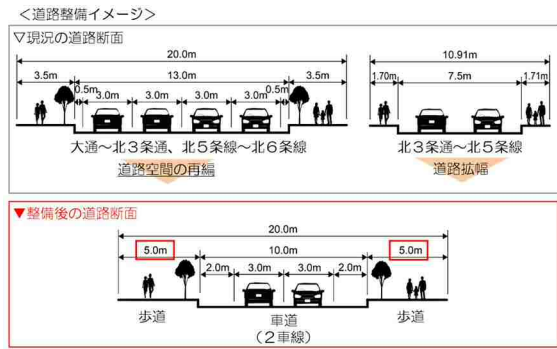 ＜道路整備イメージ＞
▽現況の道路断面
20.0m
3.5m 13.0m 3.5m
0.5m 3.0m 3.0m 3.0m 3.0m 0.5m
大通～北３条通、北５条線～北６条線
道路空間の再編
10.91m
1.70m 7.5m 1.71m
北３条通～北５条線
道路拡幅
▼整備後の道路断面
20.0m
5.0m 10.0m 5.0m
2.0m 3.0m 3.0m 2.0m
歩道 車道 歩道
（２車線）